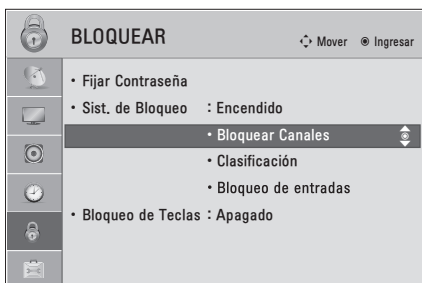 BLOQUEAR
Mover
Ingresar
• Fijar Contraseña
• Sist. de Bloqueo : Encendido
• Bloquear Canales
• Clasificación
• Bloqueo de entradas
• Bloqueo de Teclas : Apagado